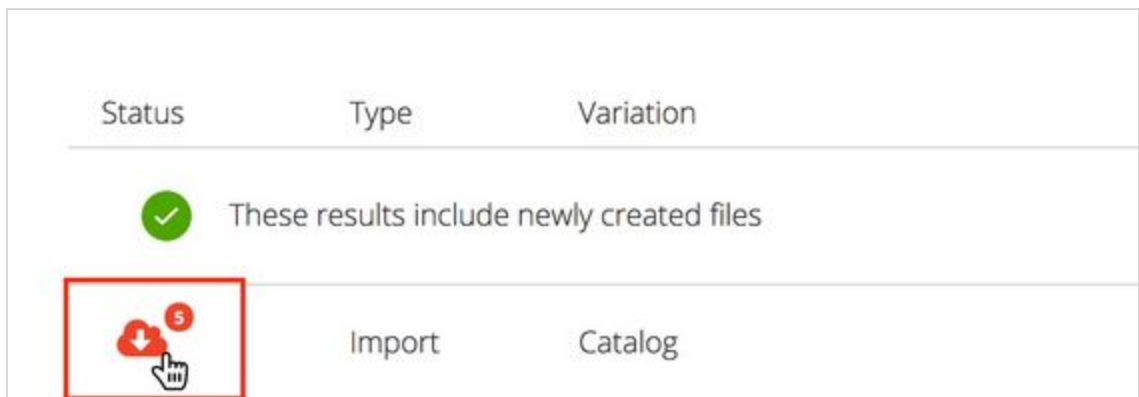 Status Type Variation
These results include newly created files
5
Import Catalog